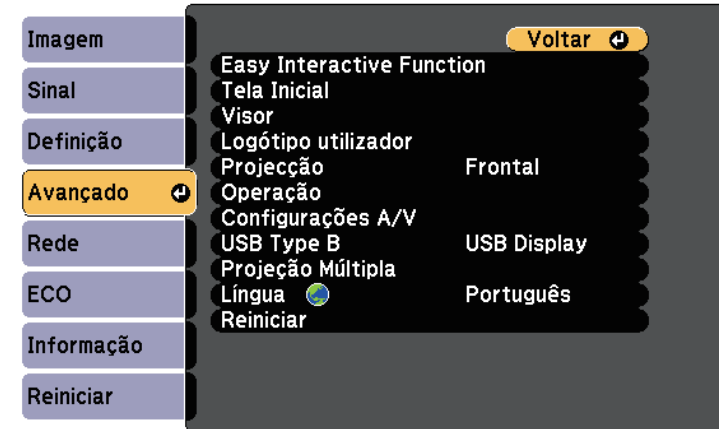 Imagem
Sinal
Definição
Avançado
Rede
ECO
Informação
Reiniciar
Voltar
Easy Interactive Function
Tela Inicial
Visor
Logótipo utilizador
Projecção Frontal
Operação
Configurações A/V
USB Type B USB Display
Projeção Múltipla
Língua Português
Reiniciar